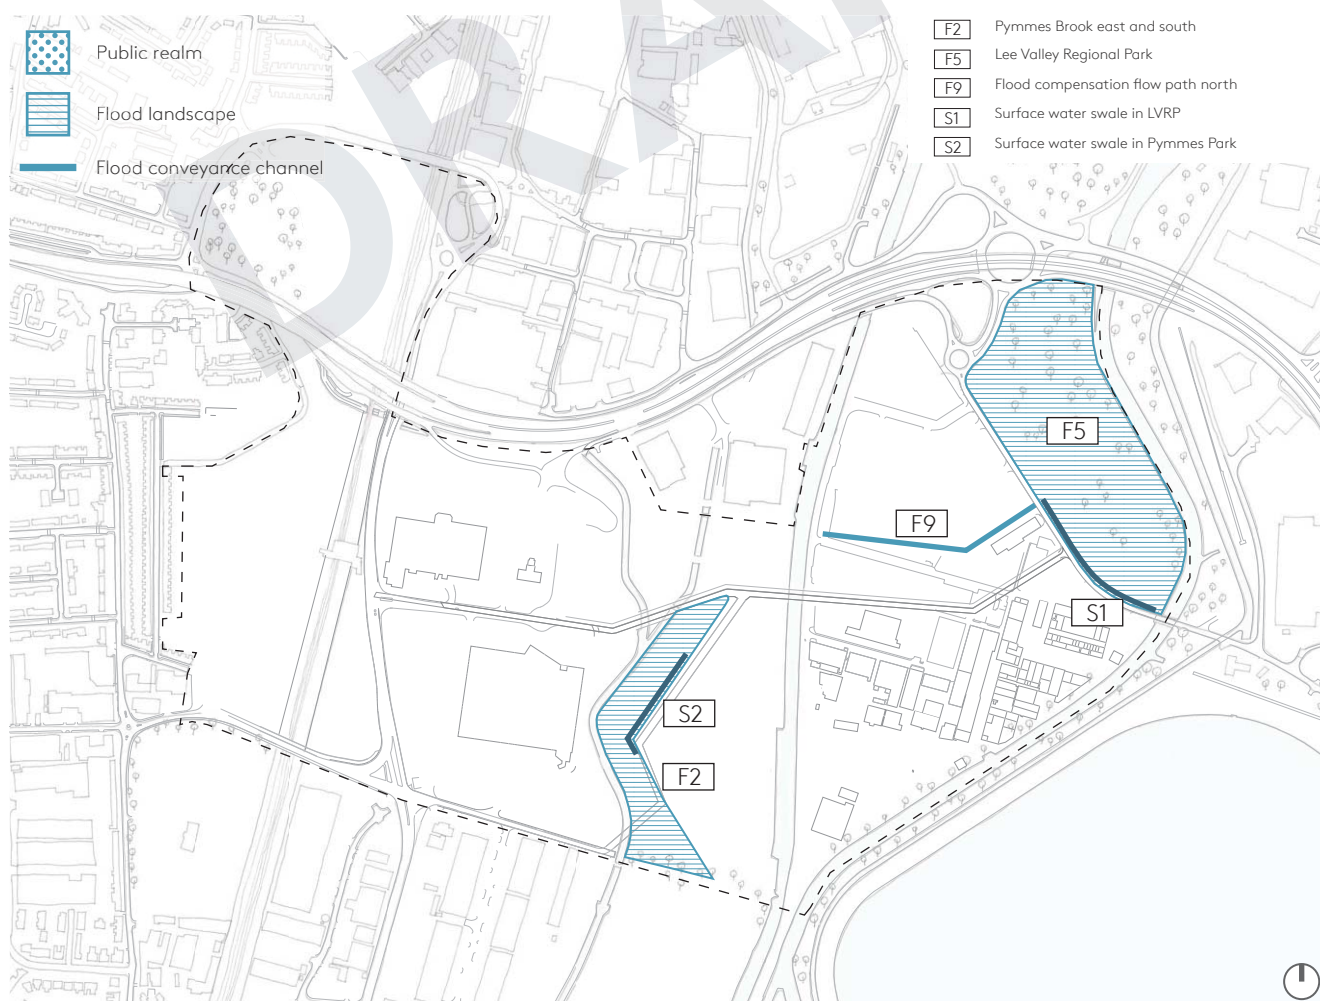 Public realm
Flood landscape
Flood conveyance channel
F2 Pymmes Brook east and south
F5 Lee Valley Regional Park
F9 Flood compensation flow path north
S1 Surface water swale in LVRP
S2 Surface water swale in Pymmes Park
DRA
F5
F9
S1
S2
F2